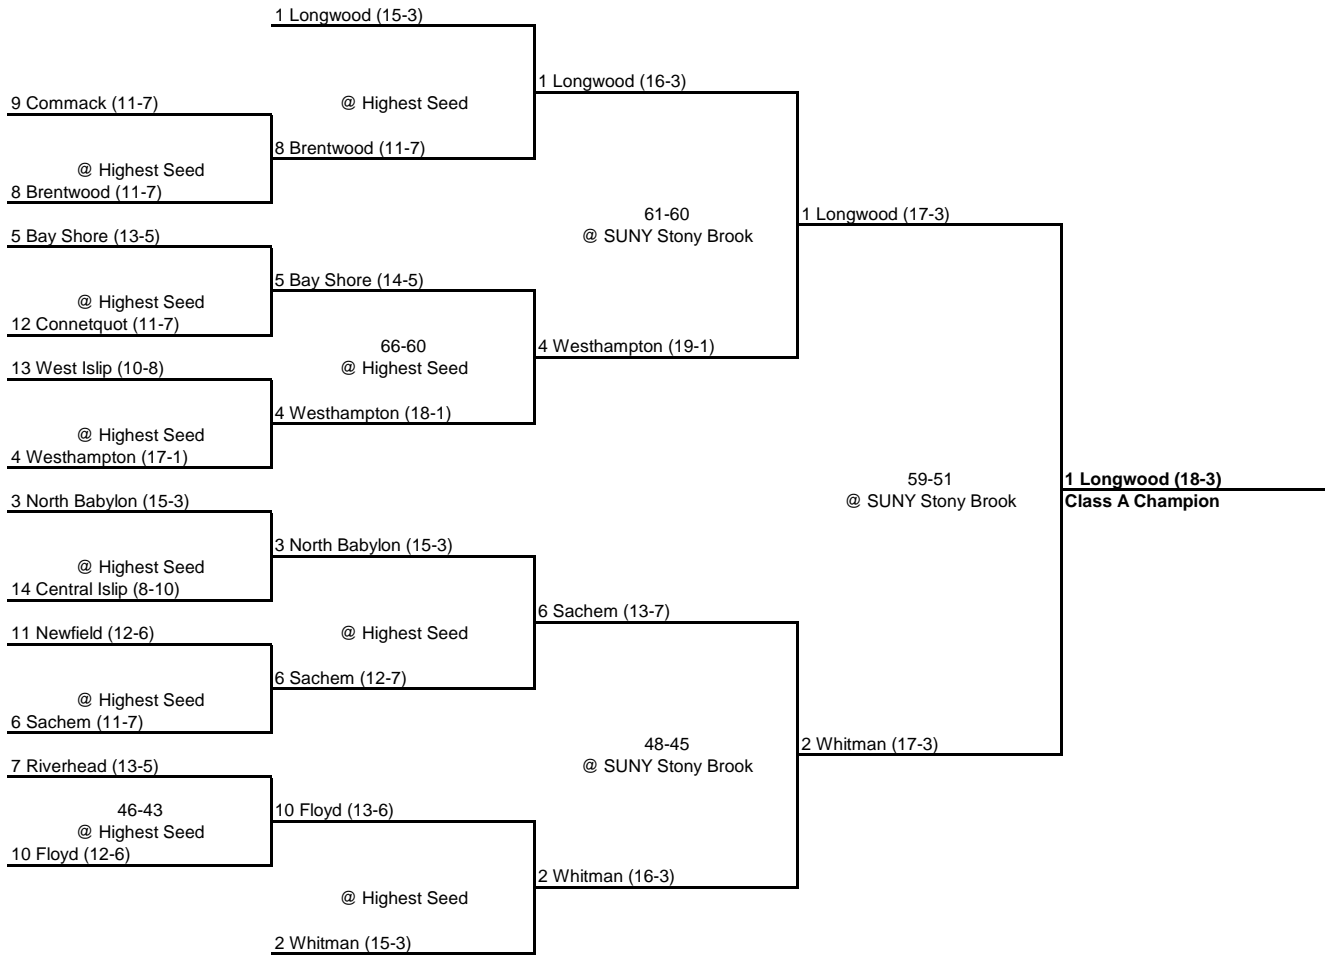 1 Longwood (15-3)
1 Longwood (16-3)
9 Commack (11-7)
@ Highest Seed
8 Brentwood (11-7)
@ Highest Seed
8 Brentwood (11-7)
61-60
1 Longwood (17-3)
5 Bay Shore (13-5)
@ SUNY Stony Brook
5 Bay Shore (14-5)
@ Highest Seed
12 Connetquot (11-7)
66-60
4 Westhampton (19-1)
13 West Islip (10-8)
@ Highest Seed
4 Westhampton (18-1)
@ Highest Seed
4 Westhampton (17-1)
59-51
1 Longwood (18-3)
3 North Babylon (15-3)
@ SUNY Stony Brook
Class A Champion
3 North Babylon (15-3)
@ Highest Seed
14 Central Islip (8-10)
6 Sachem (13-7)
11 Newfield (12-6)
@ Highest Seed
6 Sachem (12-7)
@ Highest Seed
6 Sachem (11-7)
48-45
2 Whitman (17-3)
7 Riverhead (13-5)
@ SUNY Stony Brook
46-43
10 Floyd (13-6)
@ Highest Seed
10 Floyd (12-6)
2 Whitman (16-3)
@ Highest Seed
2 Whitman (15-3)